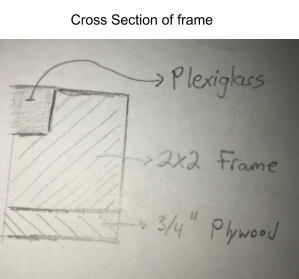 Cross Section of frame
Plexiglass
2x2 Frame
3/4" Plywood